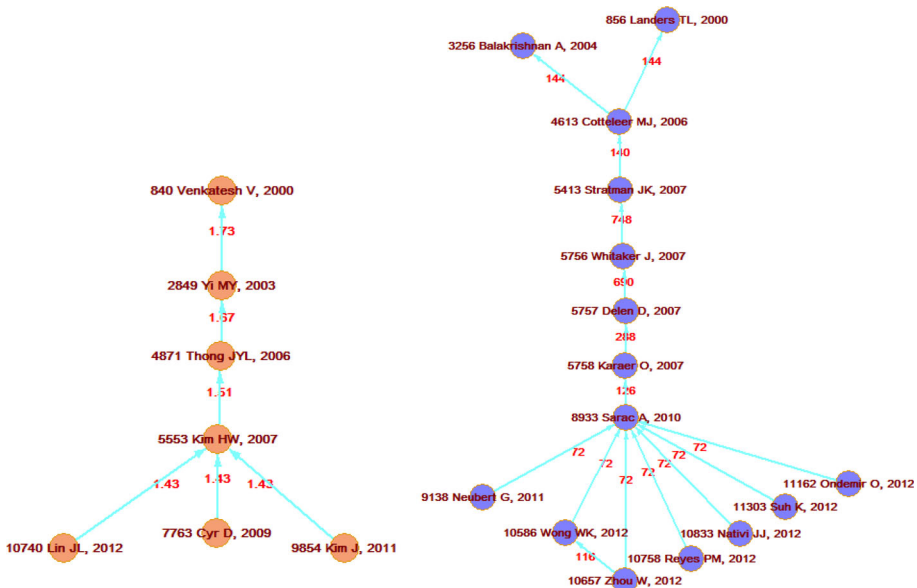 856 Landers TL, 2000
3256 Balakrishnan A, 2004
144
144
4613 Cotteleer MJ, 2006
140
840 Venkatesh V, 2000
5413 Stratman JK, 2007
748
1.73
5756 Whitaker J, 2007
690
2849 Yi MY, 2003
5757 Delen D, 2007
1.67
288
4871 Thong JYL, 2006
5758 Karaer O, 2007
1.51
126
8933 Sarac A, 2010
5553 Kim HW, 2007
72
72
72
72
72
72
72
1.43
1.43
1.43
11162 Ondemir O, 2012
9138 Neubert G, 2011
11303 Suh K, 2012
7763 Cyr D, 2009
10586 Wong WK, 2012
10833 Nativi JJ, 2012
10740 Lin JL, 2012
9854 Kim J, 2011
116
10758 Reyes PM, 2012
10657 Zhou W, 2012